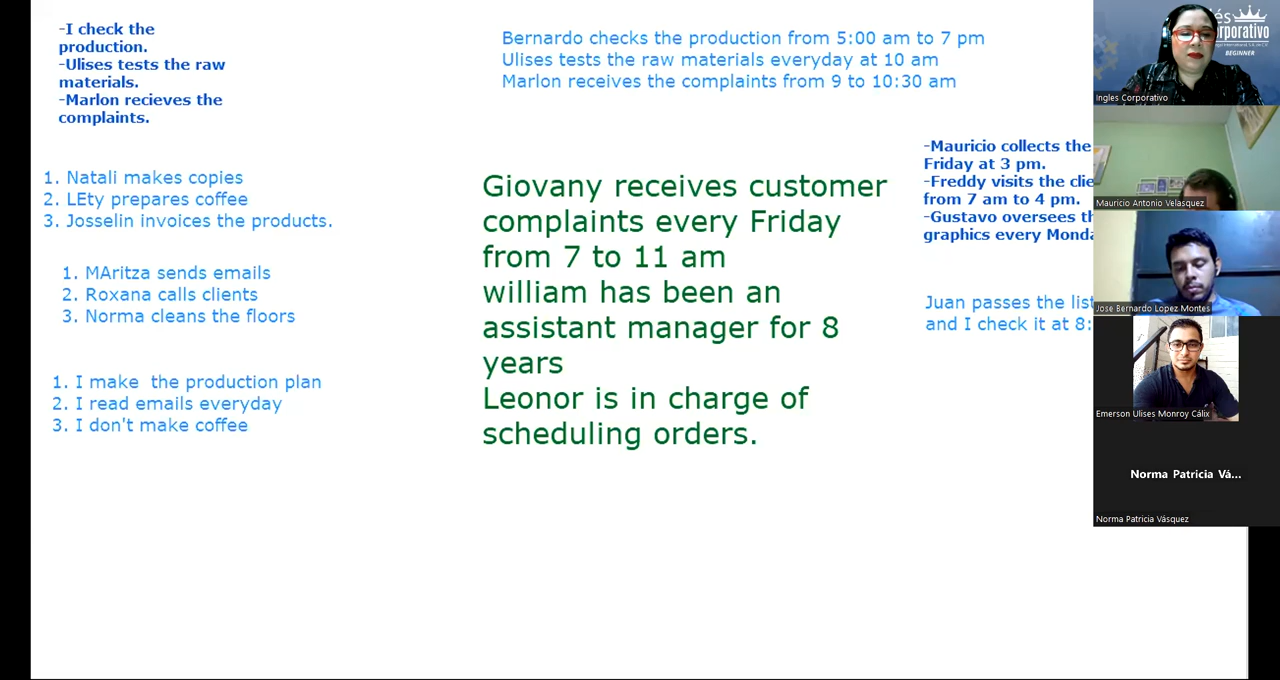 -I check the
production.
-Ulises tests the raw
materials.
-Marlon recieves the
complaints.
Bernardo checks the production from 5:00 am to 7 pm
Ulises tests the raw materials everyday at 10 am
Marlon receives the complaints from 9 to 10:30 am
1. Natali makes copies
2. LEty prepares coffee
3. Josselin invoices the products.
1. MAritza sends emails
2. Roxana calls clients
3. Norma cleans the floors
1. I make  the production plan
2. I read emails everyday
3. I don't make coffee
Giovany receives customer
complaints every Friday
from 7 to 11 am
william has been an
assistant manager for 8
years
Leonor is in charge of
scheduling orders.
-Mauricio collects the
Friday at 3 pm.
-Freddy visits the
from 7 am to 4 pm.
-Gustavo oversees
graphics every
Juan passes the
and I check it at
BEGINNER
Ingles Corporativo
Mauricio Antonio Velasquez
Jose Bernardo Lopez Montes
Emerson Ulises Monroy Cálix
Norma Patricia Vá...
Norma Patricia Vásquez